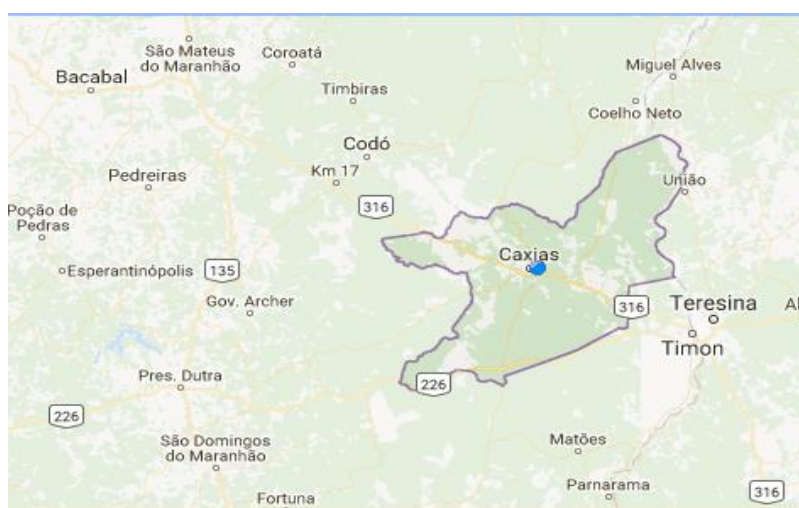 São Mateus
do Maranhão
Coroatá
Miguel Alves
Bacabal
Timbiras
Coelho Neto
Codó
Km 17
Pedreiras
União
316
Poção de
Pedras
Caxias
Esperantinópolis
135
Gov. Archer
316
Teresina
Al
Timon
Pres. Dutra
226
226
São Domingos
do Maranhão
Matões
Parnarama
316
Fortuna